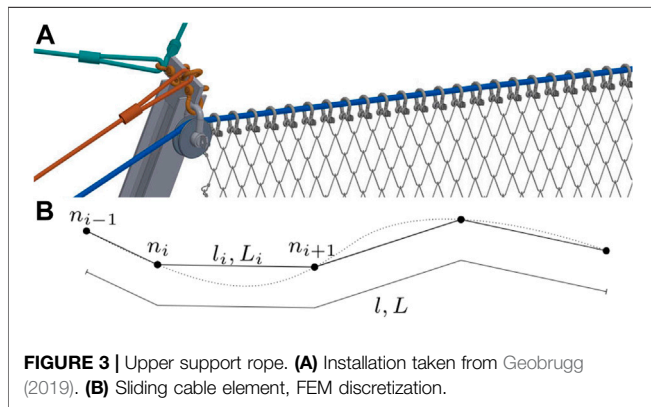 A
B
n_{i-1}
n_i
l_i, L_i
n_{i+1}
l, L
FIGURE 3 | Upper support rope. (A) Installation taken from Geobrugg
(2019). (B) Sliding cable element, FEM discretization.